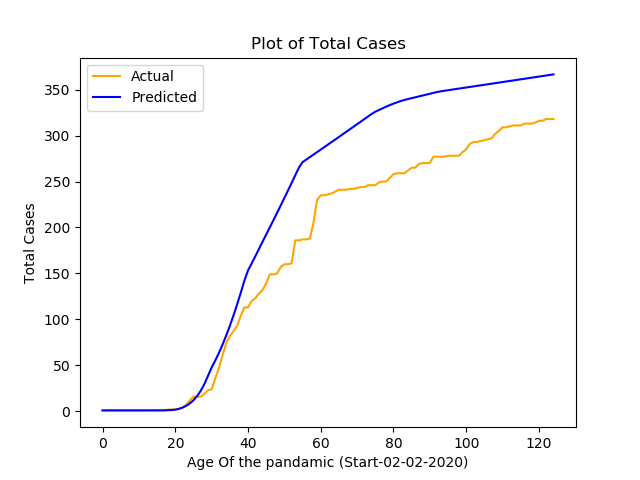 Plot of Total Cases
Actual
Predicted
Total Cases
350
300
250
200
150
100
50
0
0 20 40 60 80 100 120
Age Of the pandamic (Start-02-02-2020)